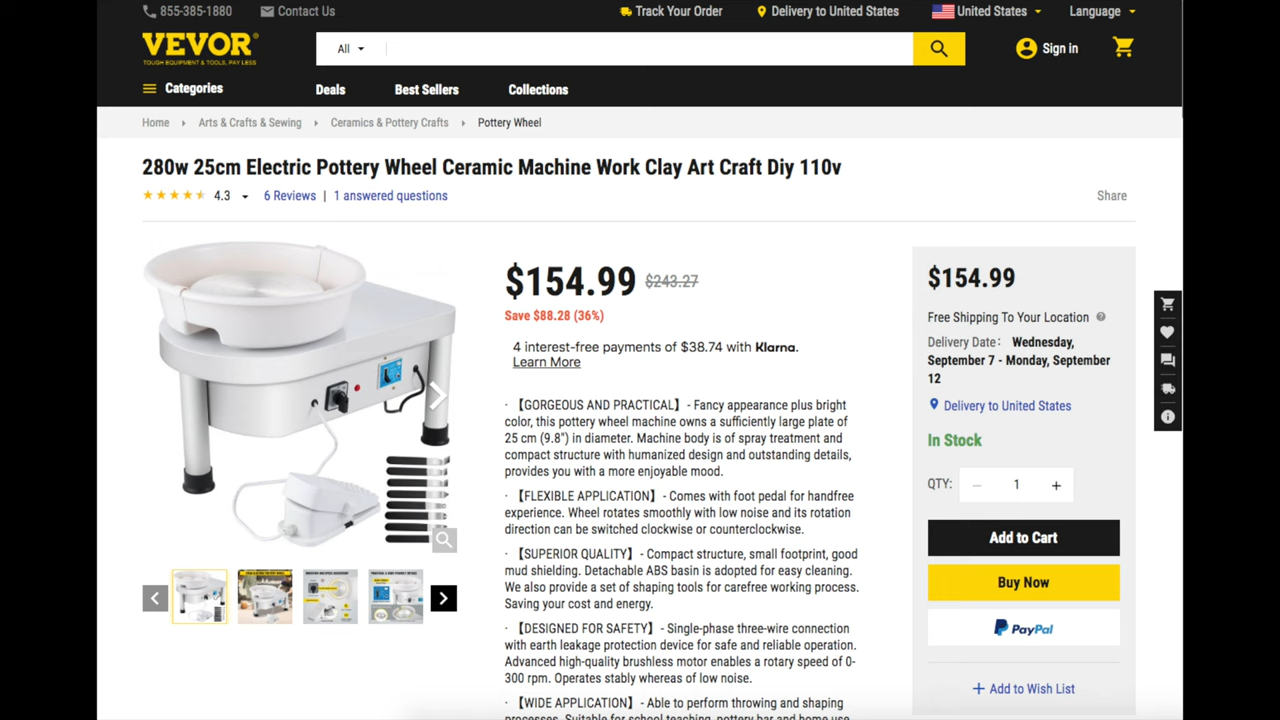 855-385-1880
Contact Us
Track Your Order
Delivery to United States
United States
Language
VEVOR
TOUGH EQUIPMENT & TOOLS, PAY LESS
All
Sign in
Categories
Deals
Best Sellers
Collections
Home
Arts & Crafts & Sewing
Ceramics & Pottery Crafts
Pottery Wheel
280w 25cm Electric Pottery Wheel Ceramic Machine Work Clay Art Craft Diy 110v
4.3
6 Reviews | 1 answered questions
Share
$154.99 $243.27
Save $88.28 (36%)
4 interest-free payments of $38.74 with Klarna.
Learn More
· 【GORGEOUS AND PRACTICAL】 - Fancy appearance plus bright
color, this pottery wheel machine owns a sufficiently large plate of
25 cm (9.8") in diameter. Machine body is of spray treatment and
compact structure with humanized design and outstanding details,
provides you with a more enjoyable mood.
· 【FLEXIBLE APPLICATION】 - Comes with foot pedal for handfree
experience. Wheel rotates smoothly with low noise and its rotation
direction can be switched clockwise or counterclockwise.
· 【SUPERIOR QUALITY】 - Compact structure, small footprint, good
mud shielding. Detachable ABS basin is adopted for easy cleaning.
We also provide a set of shaping tools for carefree working process.
Saving your cost and energy.
· 【DESIGNED FOR SAFETY】 - Single-phase three-wire connection
with earth leakage protection device for safe and reliable operation.
Advanced high-quality brushless motor enables a rotary speed of 0-
300 rpm. Operates stably whereas of low noise.
· 【WIDE APPLICATION】 - Able to perform throwing and shaping
processes. Suitable for school teaching, pottery bar and home use
$154.99
Free Shipping To Your Location
Delivery Date: Wednesday,
September 7 - Monday, September
12
Delivery to United States
In Stock
QTY: − 1 +
Add to Cart
Buy Now
PayPal
+ Add to Wish List